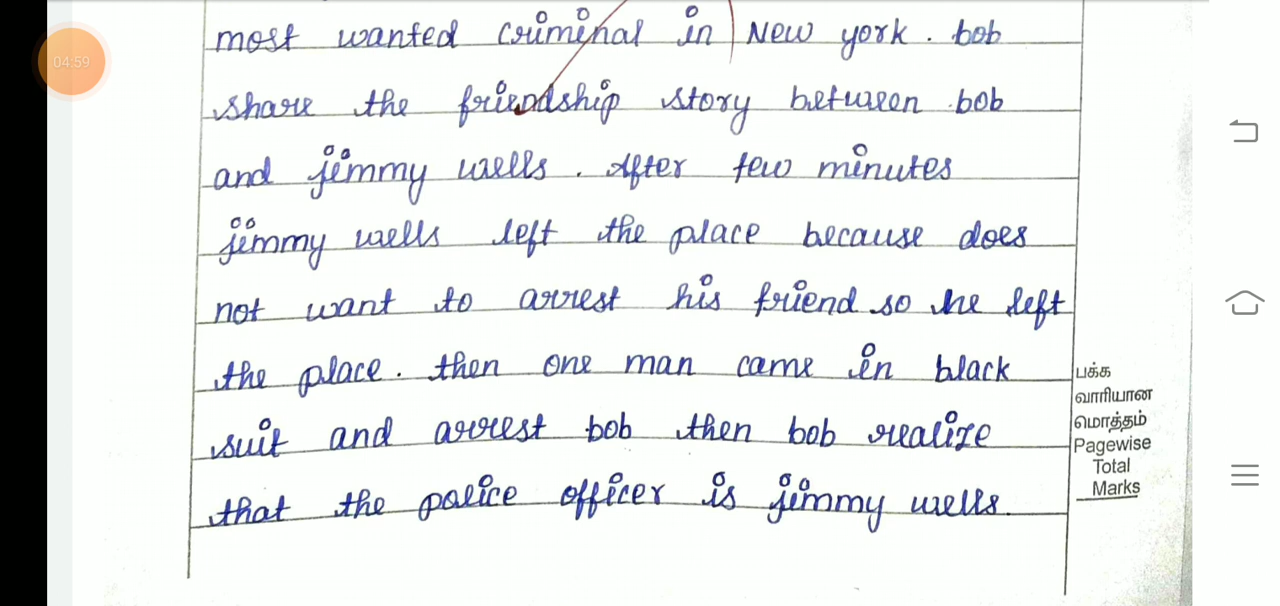 04:59
most wanted criminal in New york. bob
share the friendship story between bob
and jimmy wells. After few minutes
jimmy wells left the place because does
not want to arrest his friend so he left
the place. then one man came in black
suit and arrest bob then bob realize
that the police officer is jimmy wells.
பக்க
வாரியான
மொத்தம்
Pagewise
Total
Marks